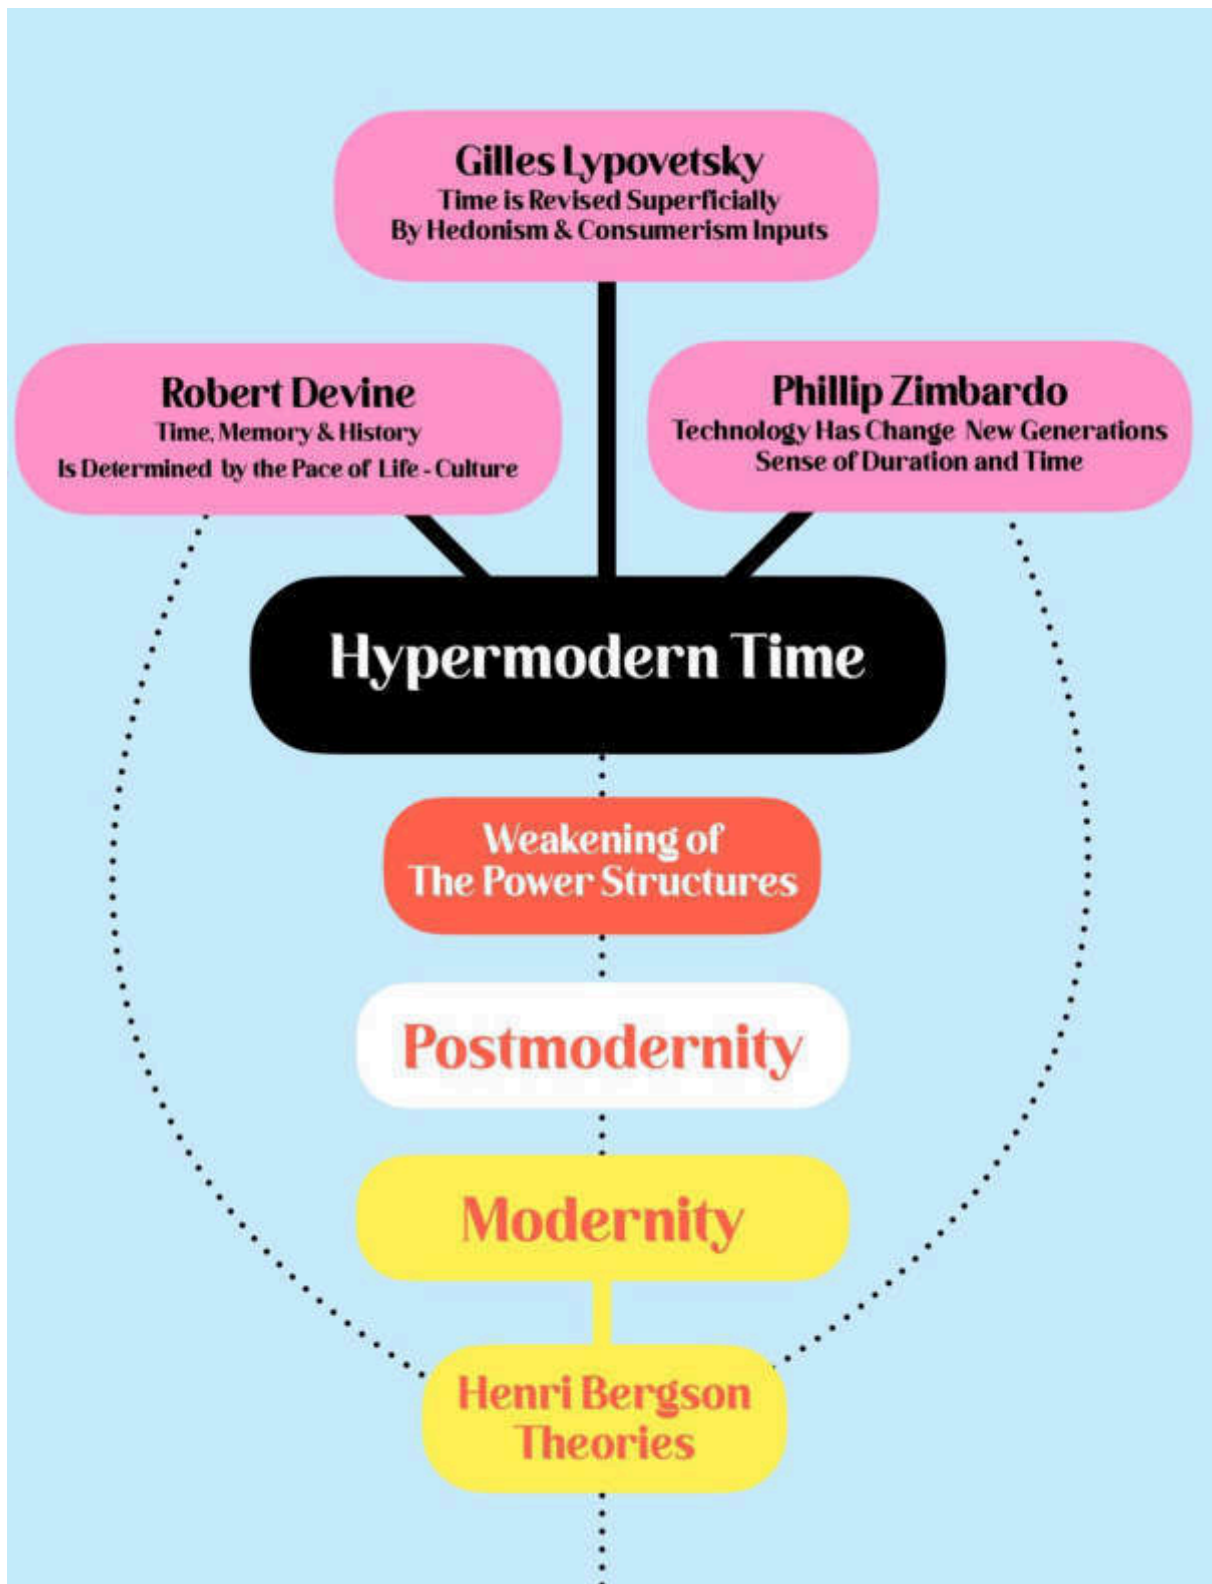 Gilles Lypovetsky
Time is Revised Superficially
By Hedonism & Consumerism Inputs
Robert Devine
Time, Memory & History
Is Determined by the Pace of Life - Culture
Phillip Zimbardo
Technology Has Change New Generations
Sense of Duration and Time
Hypermodern Time
Weakening of
The Power Structures
Postmodernity
Modernity
Henri Bergson
Theories